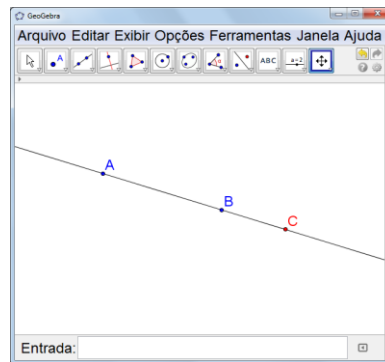 GeoGebra
Arquivo Editar Exibir Opções Ferramentas Janela Ajuda
A ABC a=2
A
B
C
Entrada: